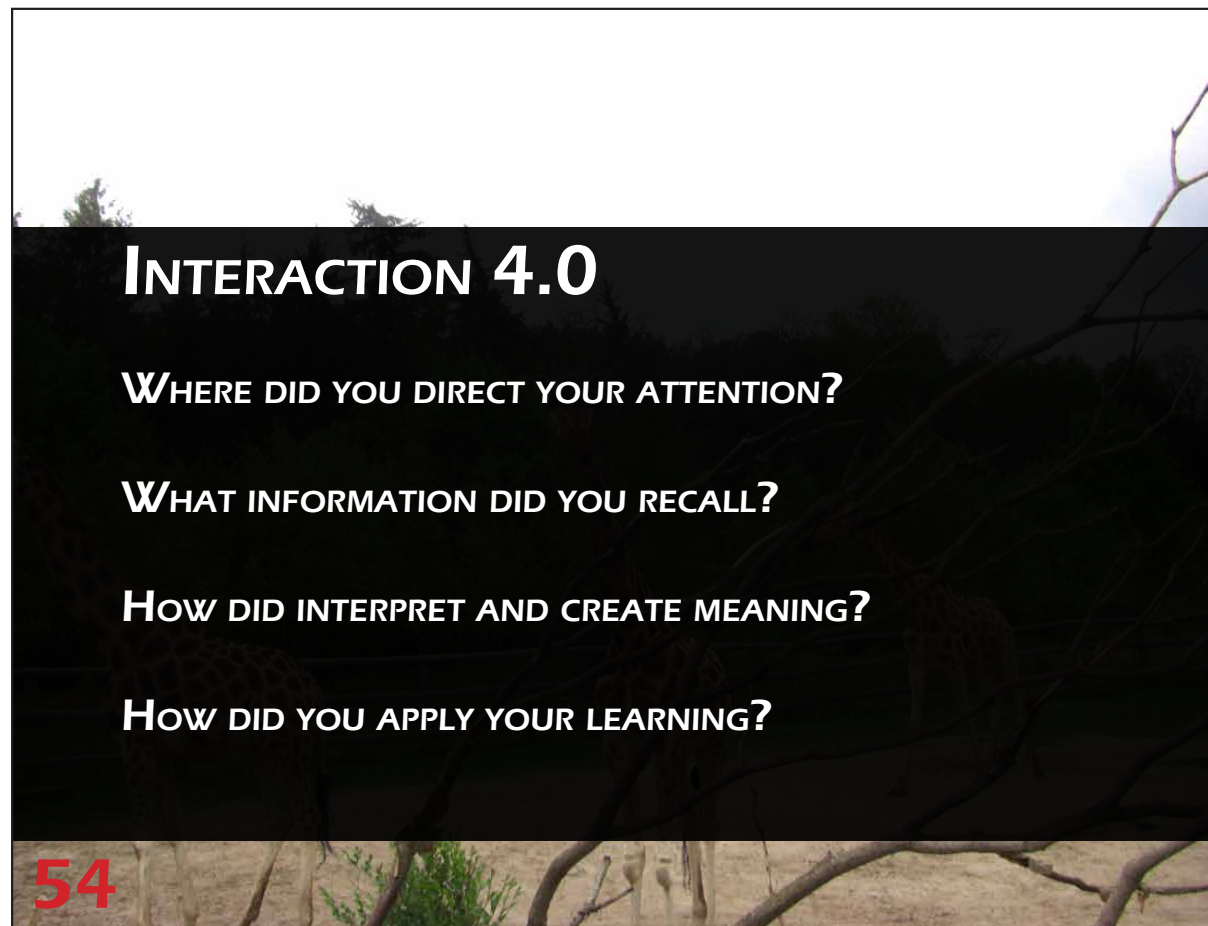 Interaction 4.0
Where did you direct your attention?
What information did you recall?
How did interpret and create meaning?
How did you apply your learning?
54